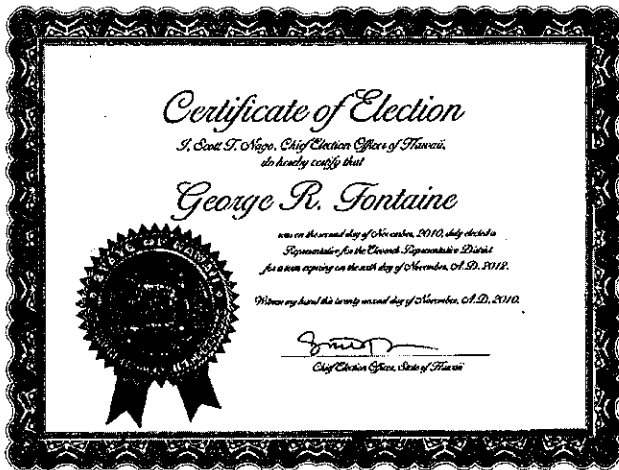 Certificate of Election
I, Scott T. Nago, Chief Election Officer of Hawaii,
do hereby certify that
George R. Fontaine
was on the second day of November, 2010, duly elected a
Representative for the Eleventh Representative District
for a term expiring on the sixth day of November, A.D. 2012.
Witness my hand this twenty second day of November, A.D. 2010.
Chief Election Officer, State of Hawaii
STATE OF HAWAII